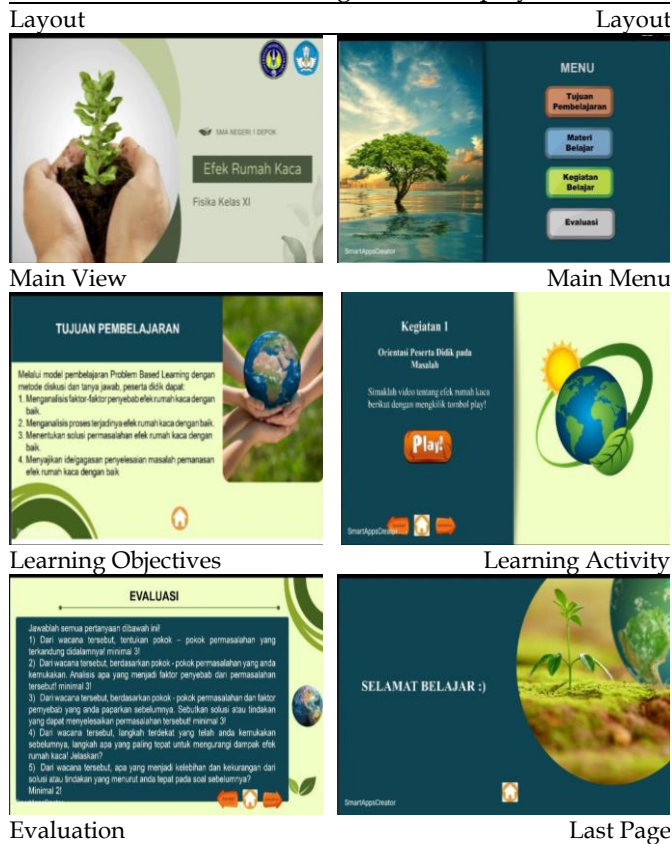 Layout Layout
SMA NEGERI 1 DEPOK
Efek Rumah Kaca
Fisika Kelas XI
MENU
Tujuan
Pembelajaran
Materi
Belajar
Kegiatan
Belajar
Evaluasi
SmartAppsCreator
Main View Main Menu
TUJUAN PEMBELAJARAN
Melalui model pembelajaran Problem Based Learning dengan
metode diskusi dan tanya jawab, peserta didik dapat:
1. Menganalisis faktor-faktor penyebab efek rumah kaca dengan
baik.
2. Menganalisis proses terjadinya efek rumah kaca dengan baik.
3. Menentukan solusi permasalahan efek rumah kaca dengan
baik.
4. Menyajikan ide/gagasan penyelesaian masalah pemanasan
efek rumah kaca dengan baik
Kegiatan 1
Orientasi Peserta Didik pada
Masalah
Simaklah video tentang efek rumah kaca
berikut dengan mengkilik tombol play!
Play!
SmartAppsCreator
Learning Objectives Learning Activity
EVALUASI
Jawablah semua pertanyaan dibawah ini!
1) Dari wacana tersebut, tentukan pokok – pokok permasalahan yang
terkandung didalamnya! minimal 3!
2) Dari wacana tersebut, berdasarkan pokok - pokok permasalahan yang anda
kemukakan. Analisis apa yang menjadi faktor penyebab dari permasalahan
tersebut! minimal 3!
3) Dari wacana tersebut, berdasarkan pokok - pokok permasalahan dan faktor
penyebab yang anda paparkan sebelumnya. Sebutkan solusi atau tindakan
yang dapat menyelesaikan permasalahan tersebut! minimal 3!
4) Dari wacana tersebut, langkah terdekat yang telah anda kemukakan
sebelumnya, langkah apa yang paling tepat untuk mengurangi dampak efek
rumah kaca! Jelaskan?
5) Dari wacana tersebut, apa yang menjadi kelebihan dan kekurangan dari
solusi atau tindakan yang menurut anda tepat pada soal sebelumnya?
Minimal 2!
SELAMAT BELAJAR :)
SmartAppsCreator
Evaluation Last Page